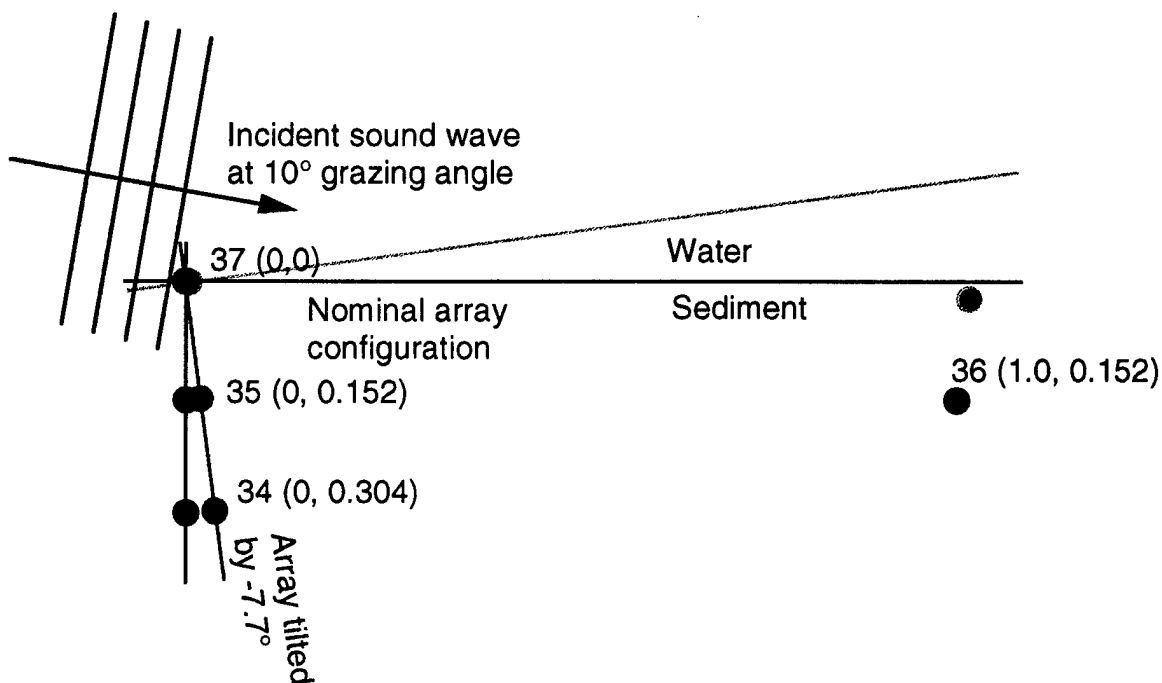 Incident sound wave
at 10° grazing angle
37 (0,0)
Water
Nominal array
configuration
Sediment
36 (1.0, 0.152)
35 (0, 0.152)
34 (0, 0.304)
Array tilted
by -7.7°